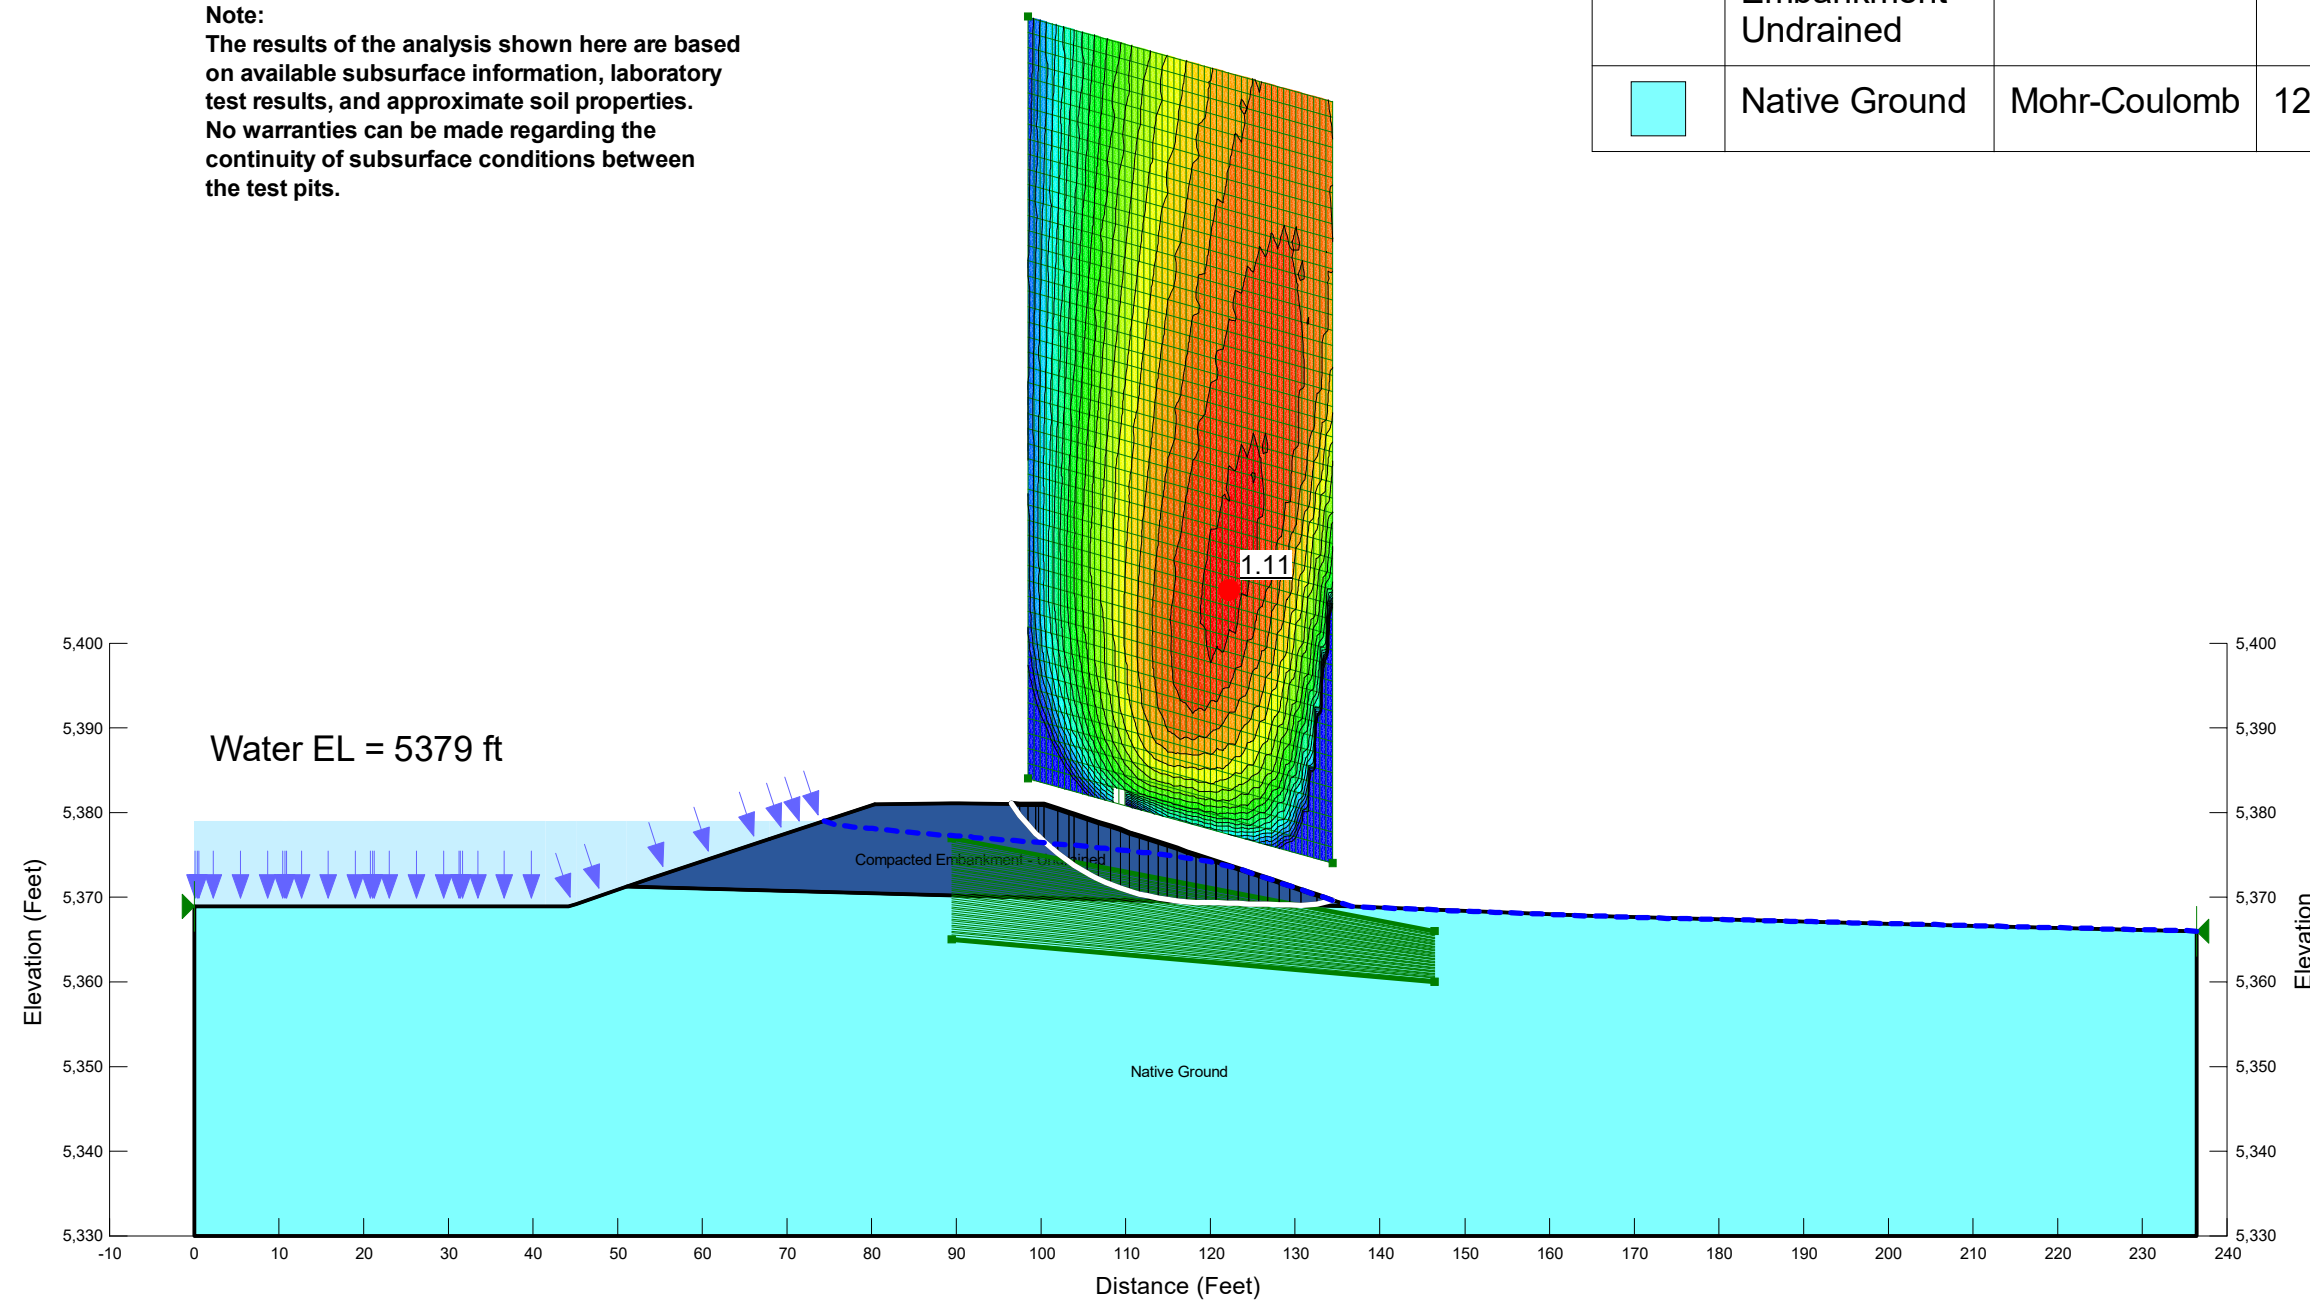 Note:
The results of the analysis shown here are based
on available subsurface information, laboratory
test results, and approximate soil properties.
No warranties can be made regarding the
continuity of subsurface conditions between
the test pits.
Embankment
Undrained
Native Ground Mohr-Coulomb 12
1.11
Water EL = 5379 ft
Compacted Embankment - Undrained
Native Ground
Elevation (Feet)
5,400
5,390
5,380
5,370
5,360
5,350
5,340
5,330
5,400
5,390
5,380
5,370
5,360
5,350
5,340
5,330
Elevation
-10 0 10 20 30 40 50 60 70 80 90 100 110 120 130 140 150 160 170 180 190 200 210 220 230 240
Distance (Feet)